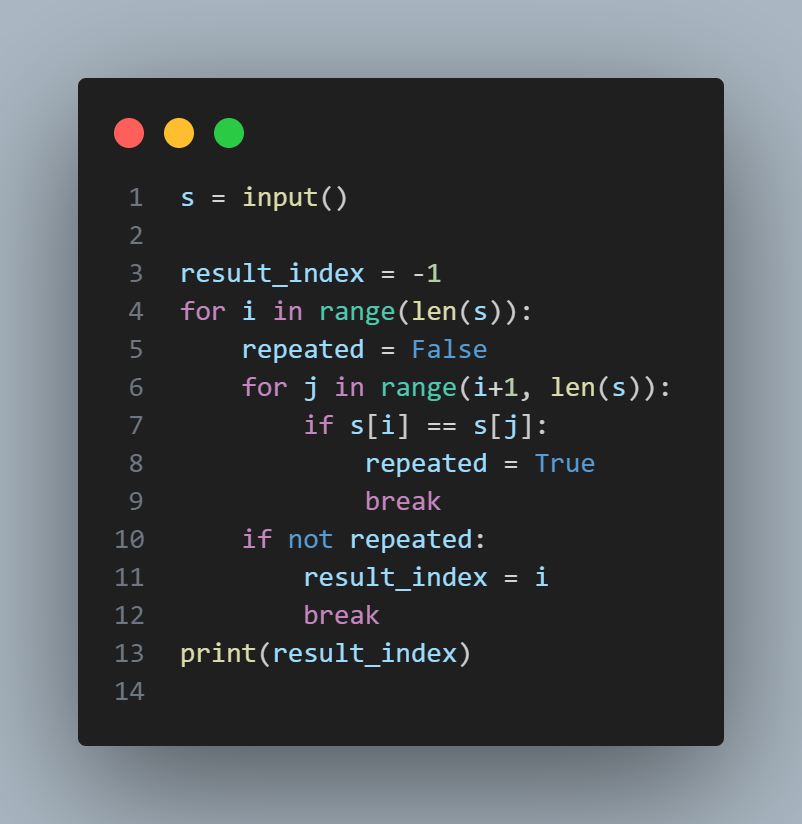 1 s = input()
2
3 result_index = -1
4 for i in range(len(s)):
5     repeated = False
6     for j in range(i+1, len(s)):
7         if s[i] == s[j]:
8             repeated = True
9             break
10     if not repeated:
11         result_index = i
12         break
13 print(result_index)
14